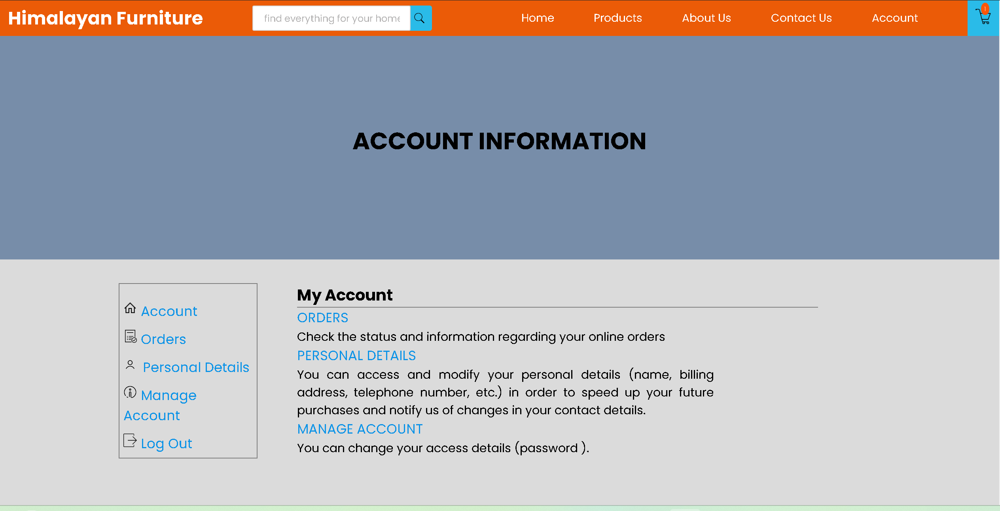 Himalayan Furniture
find everything for your home
Home
Products
About Us
Contact Us
Account
1
ACCOUNT INFORMATION
Account
Orders
Personal Details
Manage
Account
Log Out
My Account
ORDERS
Check the status and information regarding your online orders
PERSONAL DETAILS
You can access and modify your personal details (name, billing
address, telephone number, etc.) in order to speed up your future
purchases and notify us of changes in your contact details.
MANAGE ACCOUNT
You can change your access details (password ).